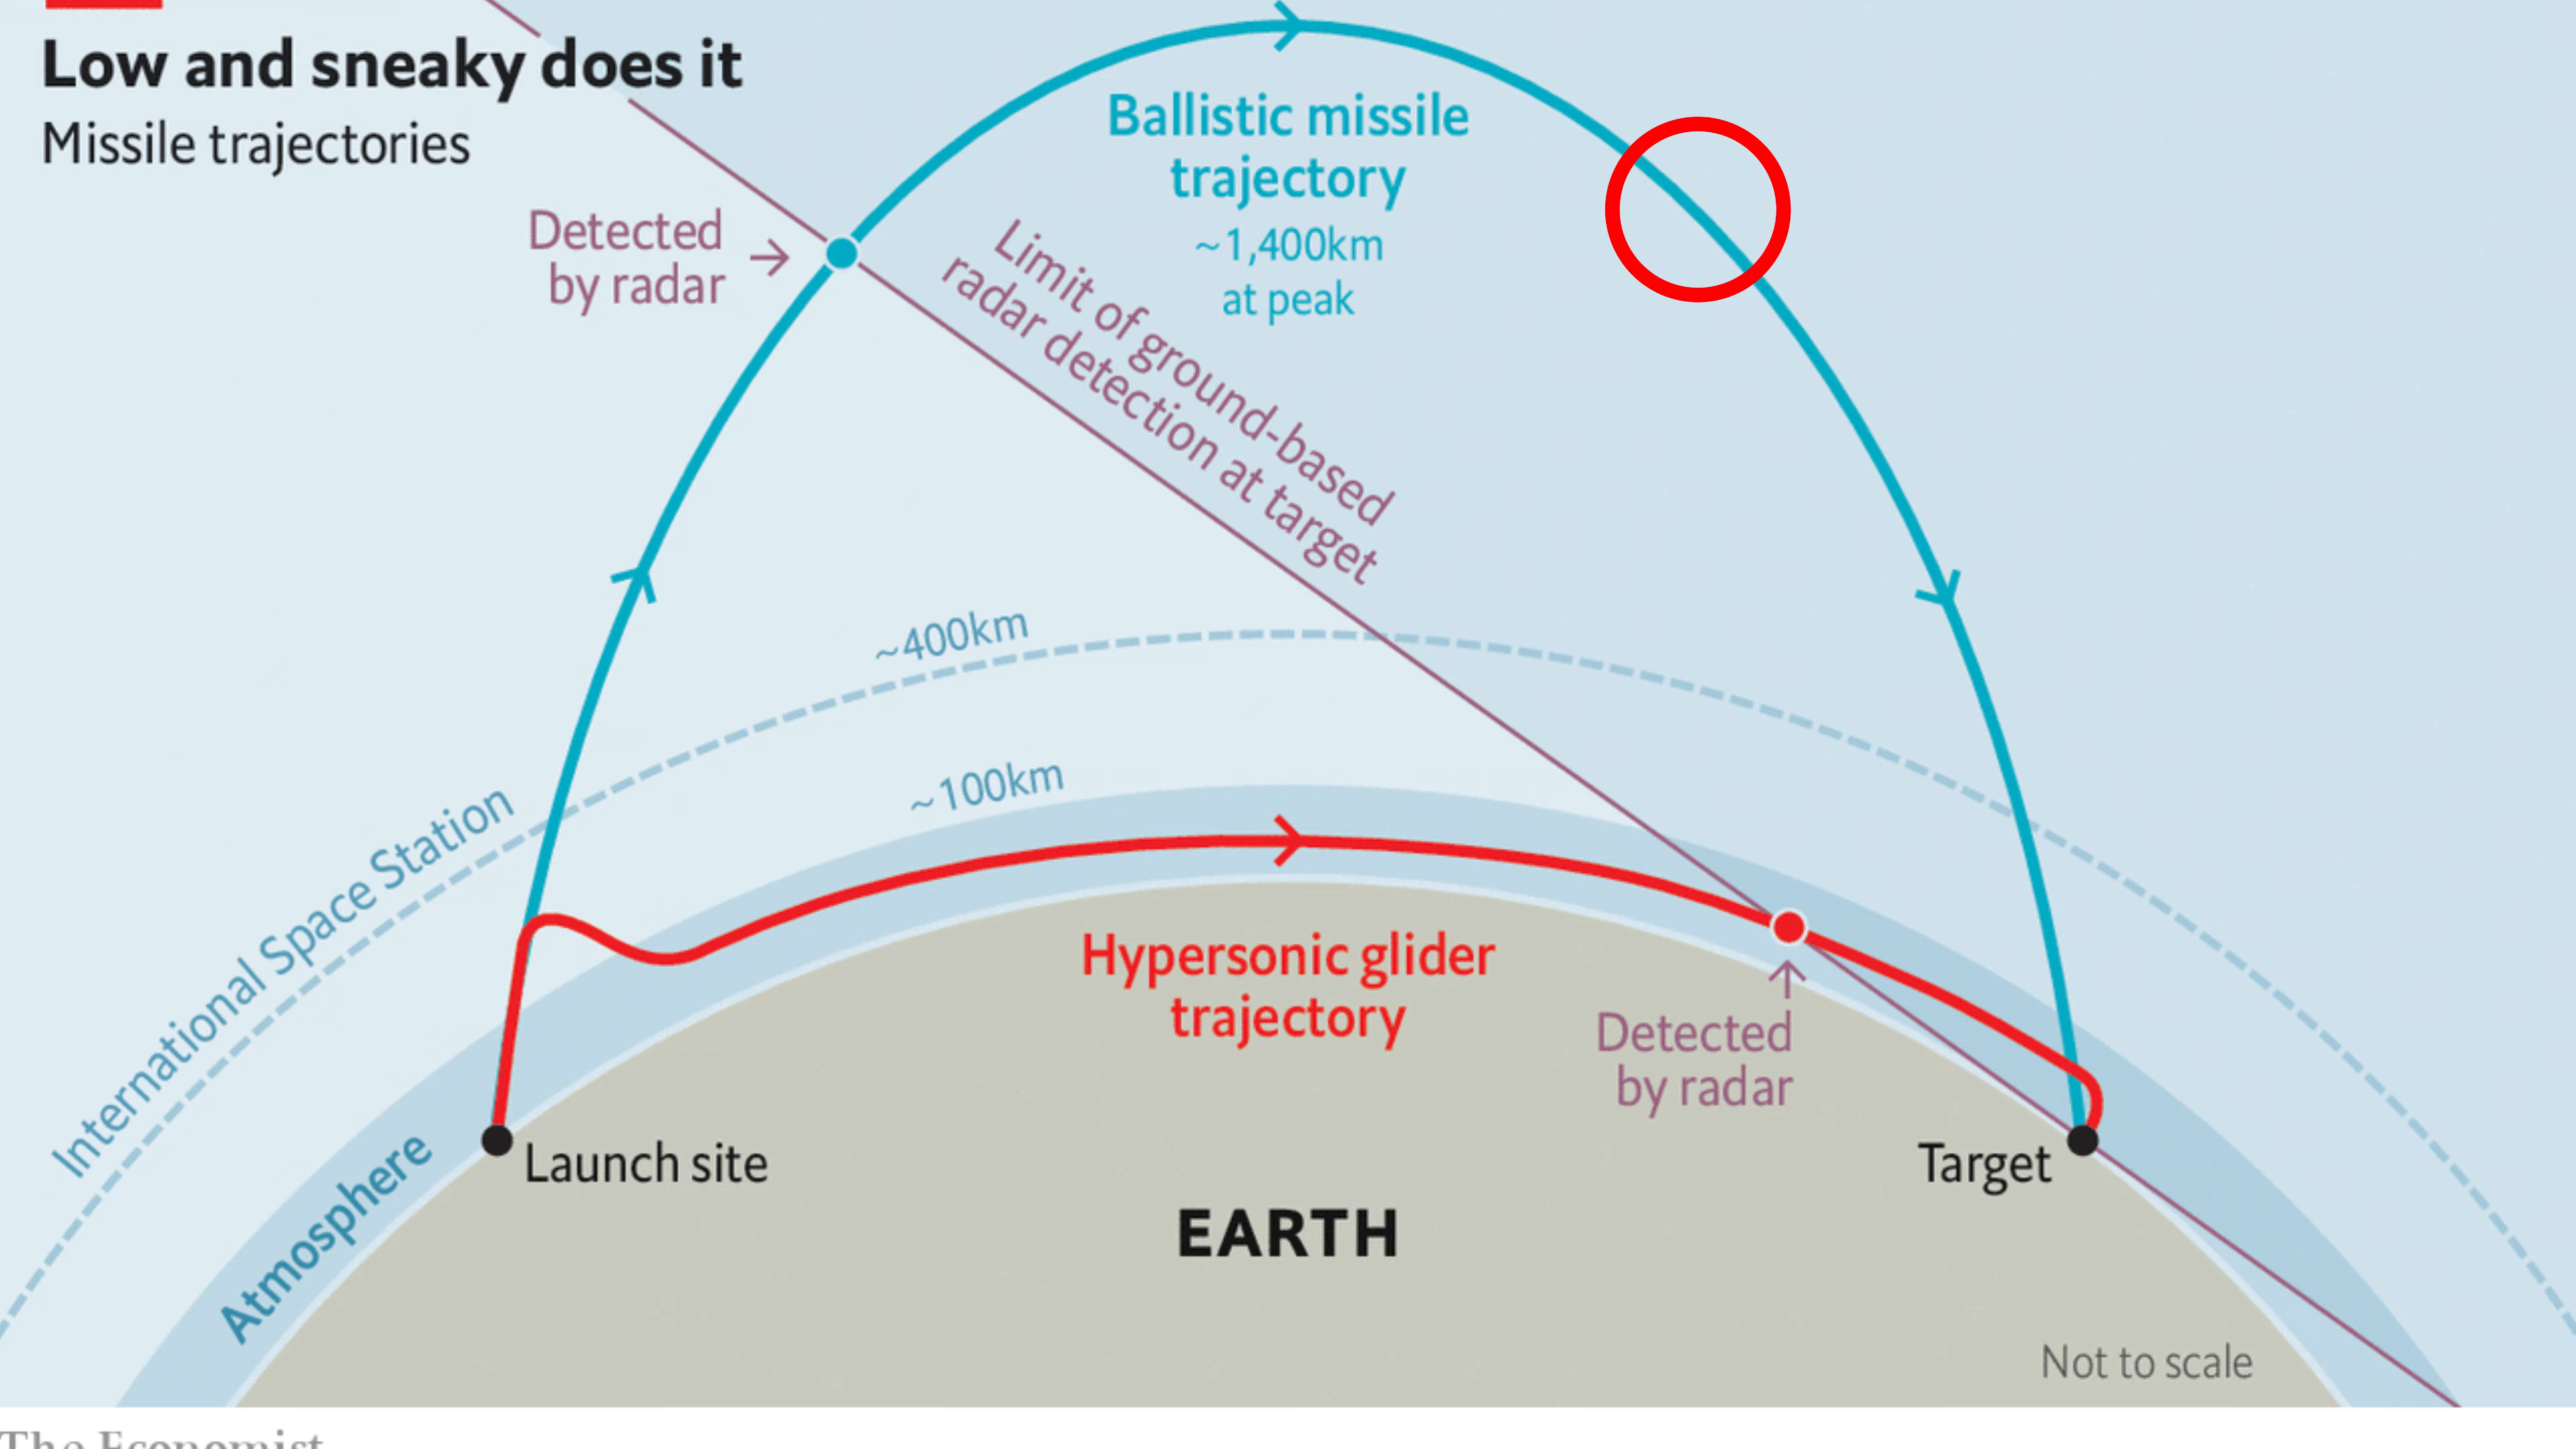 Low and sneaky does it
Missile trajectories
Ballistic missile
trajectory
~1,400km
at peak
Detected
by radar
Limit of ground-based
radar detection at target
~400km
~100km
International Space Station
Atmosphere
Hypersonic glider
trajectory
Detected
by radar
Launch site
Target
EARTH
Not to scale
The Economist